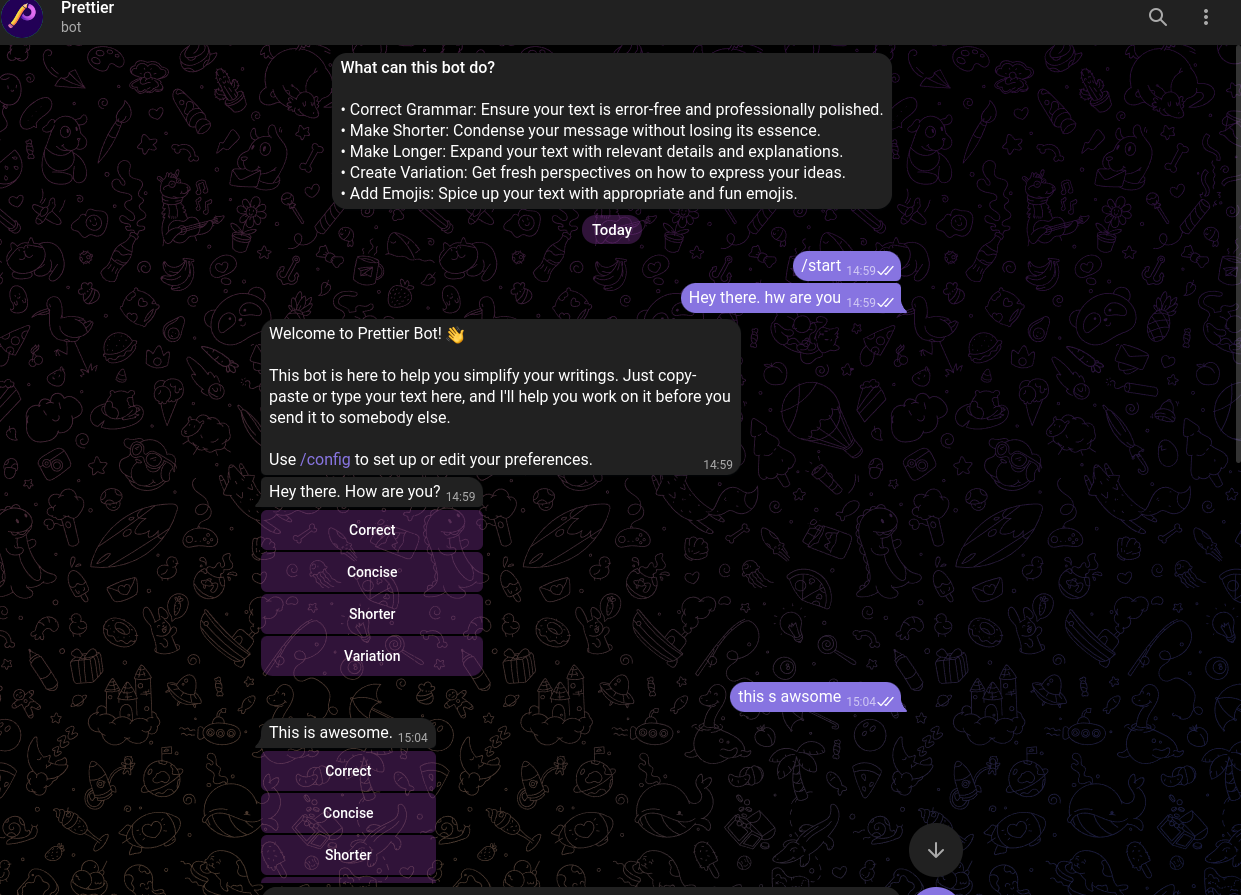 Prettier
bot
What can this bot do?
• Correct Grammar: Ensure your text is error-free and professionally polished.
• Make Shorter: Condense your message without losing its essence.
• Make Longer: Expand your text with relevant details and explanations.
• Create Variation: Get fresh perspectives on how to express your ideas.
• Add Emojis: Spice up your text with appropriate and fun emojis.
Today
/start 14:59
Hey there. hw are you 14:59
Welcome to Prettier Bot! 👋
This bot is here to help you simplify your writings. Just copy-
paste or type your text here, and I'll help you work on it before you
send it to somebody else.
Use /config to set up or edit your preferences. 14:59
Hey there. How are you? 14:59
Correct
Concise
Shorter
Variation
this s awsome 15:04
This is awesome. 15:04
Correct
Concise
Shorter